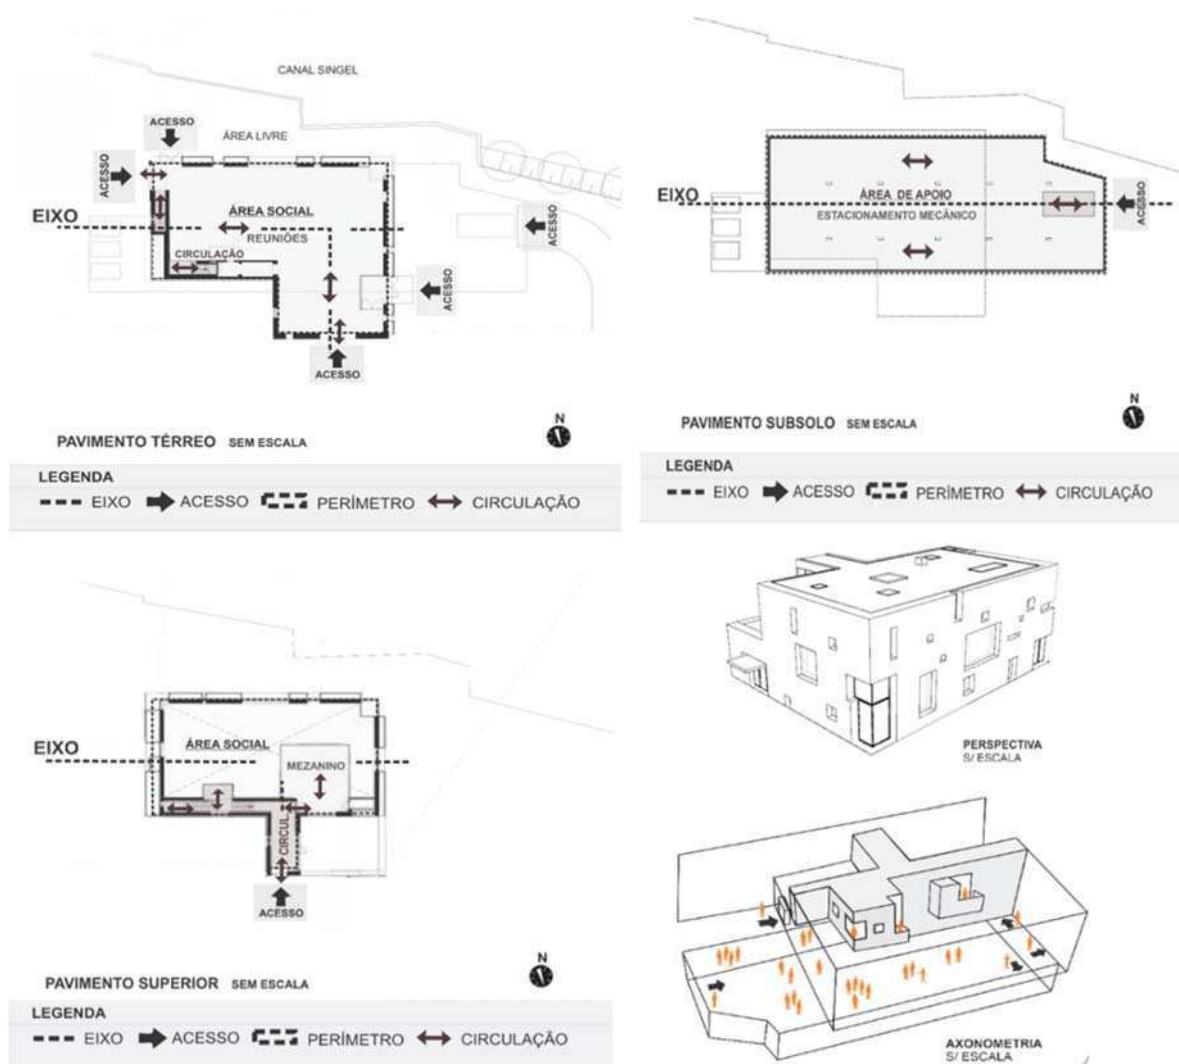 CANAL SINGEL
ACESSO
ÁREA LIVRE
ACESSO
EIXO
ÁREA SOCIAL
REUNIÕES
CIRCULAÇÃO
ACESSO
ACESSO
ACESSO
N
PAVIMENTO TÉRREO SEM ESCALA
LEGENDA
EIXO ACESSO PERÍMETRO CIRCULAÇÃO
EIXO
ÁREA DE APOIO
ESTACIONAMENTO MECÂNICO
ACESSO
N
PAVIMENTO SUBSOLO SEM ESCALA
LEGENDA
EIXO ACESSO PERÍMETRO CIRCULAÇÃO
EIXO
ÁREA SOCIAL
MEZANINO
CIRCUL.
ACESSO
N
PAVIMENTO SUPERIOR SEM ESCALA
LEGENDA
EIXO ACESSO PERÍMETRO CIRCULAÇÃO
PERSPECTIVA
S/ ESCALA
AXONOMETRIA
S/ ESCALA